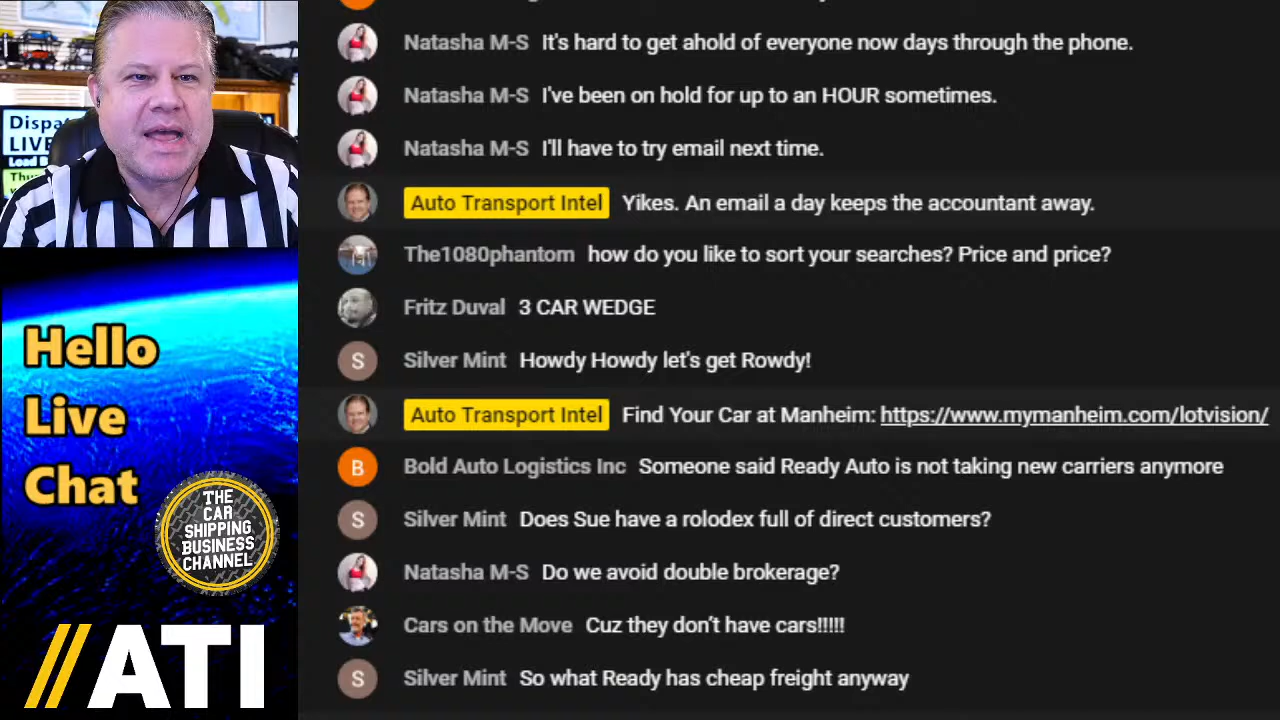 Dispa
LIVE
Load B
Thu
Natasha M-S It's hard to get ahold of everyone now days through the phone.
Natasha M-S I've been on hold for up to an HOUR sometimes.
Natasha M-S I'll have to try email next time.
Auto Transport Intel Yikes. An email a day keeps the accountant away.
The1080phantom how do you like to sort your searches? Price and price?
Fritz Duval 3 CAR WEDGE
S Silver Mint Howdy Howdy let's get Rowdy!
Auto Transport Intel Find Your Car at Manheim: https://www.mymanheim.com/lotvision/
B Bold Auto Logistics Inc Someone said Ready Auto is not taking new carriers anymore
S Silver Mint Does Sue have a rolodex full of direct customers?
Natasha M-S Do we avoid double brokerage?
Cars on the Move Cuz they don't have cars!!!!!
S Silver Mint So what Ready has cheap freight anyway
Hello
Live
Chat
THE
CAR
SHIPPING
BUSINESS
CHANNEL
//ATI